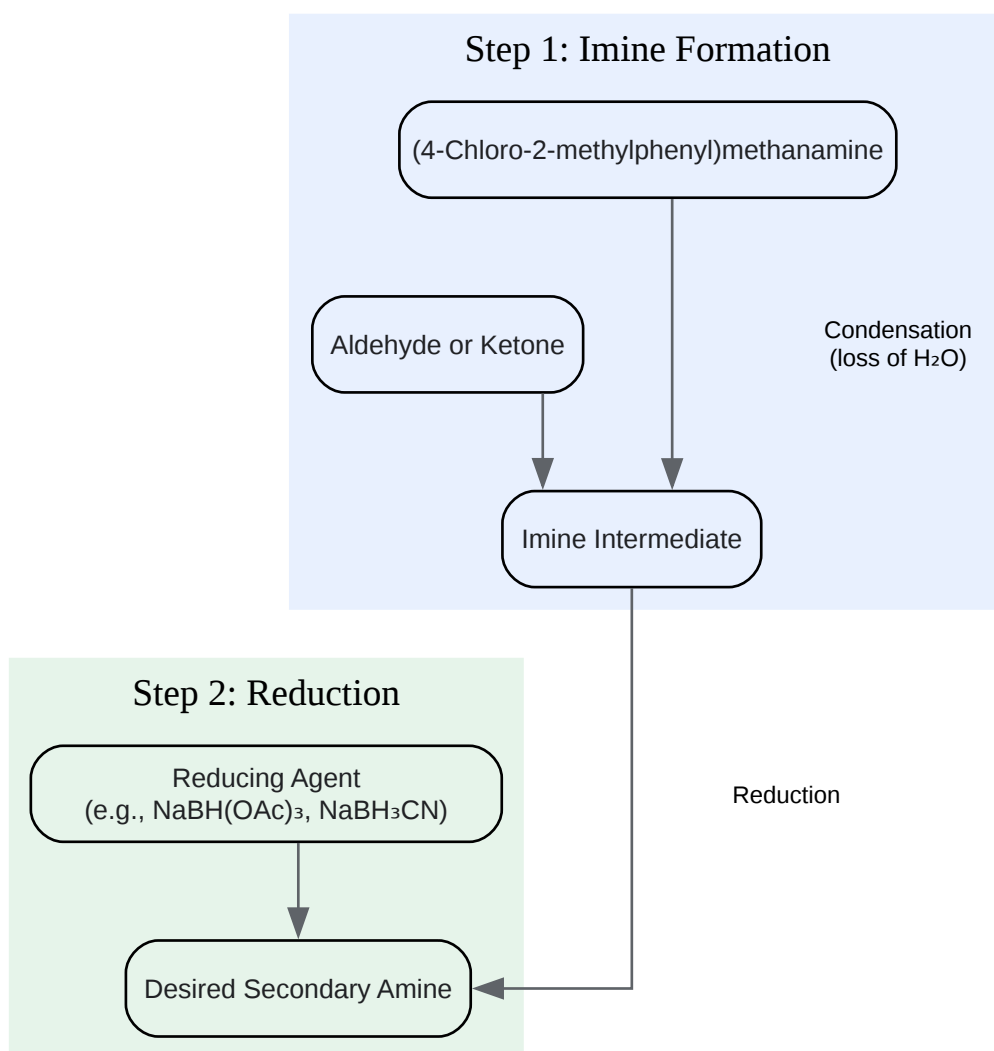 Step 1: Imine Formation
(4-Chloro-2-methylphenyl)methanamine
Aldehyde or Ketone
Condensation
(loss of H₂O)
Imine Intermediate
Step 2: Reduction
Reducing Agent
(e.g., NaBH(OAc)₃, NaBH₃CN)
Reduction
Desired Secondary Amine